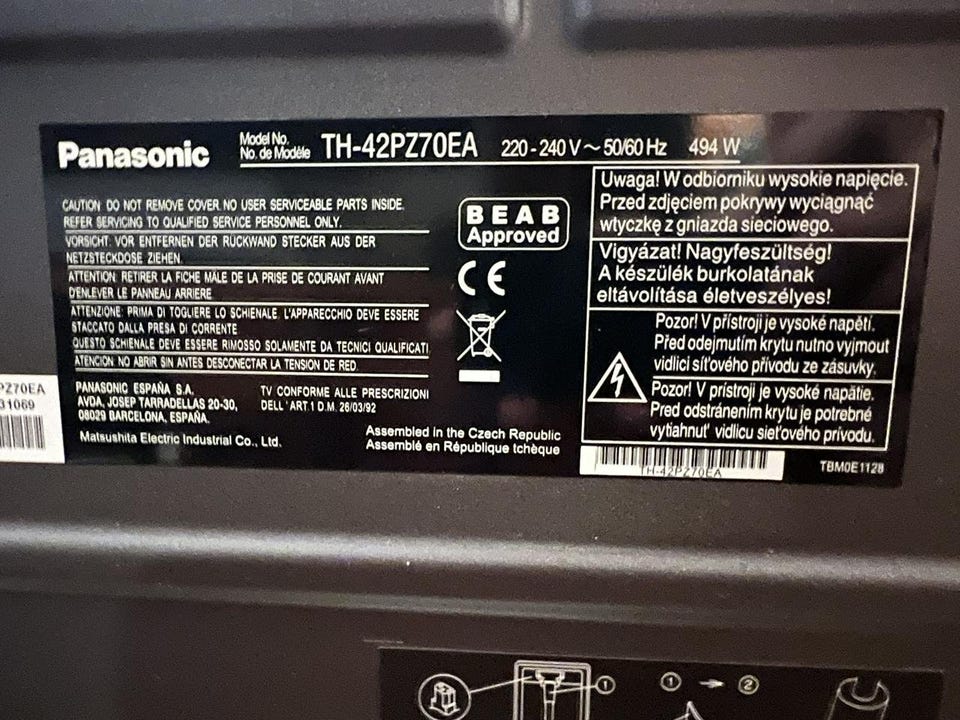 Panasonic
Model No.
No. de Modèle
TH-42PZ70EA
220-240 V ~ 50/60 Hz 494 W
CAUTION: DO NOT REMOVE COVER. NO USER SERVICEABLE PARTS INSIDE.
REFER SERVICING TO QUALIFIED SERVICE PERSONNEL ONLY.
VORSICHT: VOR ENTFERNEN DER RÜCKWAND STECKER AUS DER
NETZSTECKDOSE ZIEHEN.
ATTENTION: RETIRER LA FICHE MÂLE DE LA PRISE DE COURANT AVANT
D'ENLEVER LE PANNEAU ARRIERE
ATTENZIONE: PRIMA DI TOGLIERE LO SCHIENALE. L'APPARECCHIO DEVE ESSERE
STACCATO DALLA PRESA DI CORRENTE
QUESTO SCHIENALE DEVE ESSERE RIMOSSO SOLAMENTE DA TECNICI QUALIFICATI
ATENCION: NO ABRIR SIN ANTES DESCONECTAR LA TENSION DE RED.
PANASONIC ESPAÑA S.A.
AVDA, JOSEP TARRADELLAS 20-30,
08029 BARCELONA, ESPAÑA.
TV CONFORME ALLE PRESCRIZIONI
DELL'ART.1 D.M. 26/03/92
Matsushita Electric Industrial Co., Ltd.
Assembled in the Czech Republic
Assemblé en République tchèque
BEAB
Approved
CE
Uwaga! W odbiorniku wysokie napięcie.
Przed zdjęciem pokrywy wyciągnąć
wtyczkę z gniazda sieciowego.
Vigyázat! Nagyfeszültség!
A készülék burkolatának
eltávolítása életveszélyes!
Pozor! V přístroji je vysoké napětí.
Před odejmutím krytu nutno vyjmout
vidlici síťového přívodu ze zásuvky.
Pozor! V prístroji je vysoké napätie.
Pred odstránením krytu je potrebné
vytiahnuť vidlicu sieťového prívodu.
TH-42PZ70EA
TBM0E1128
PZ70EA
31069
1
1 → 2